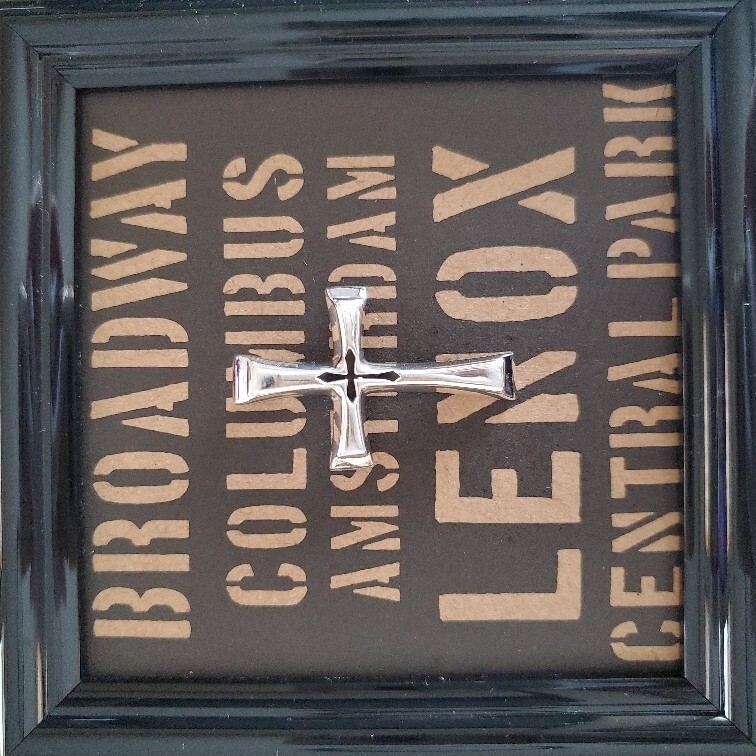 BROADWAY
COLUMBUS
AMSTERDAM
LENOX
CENTRAL PARK